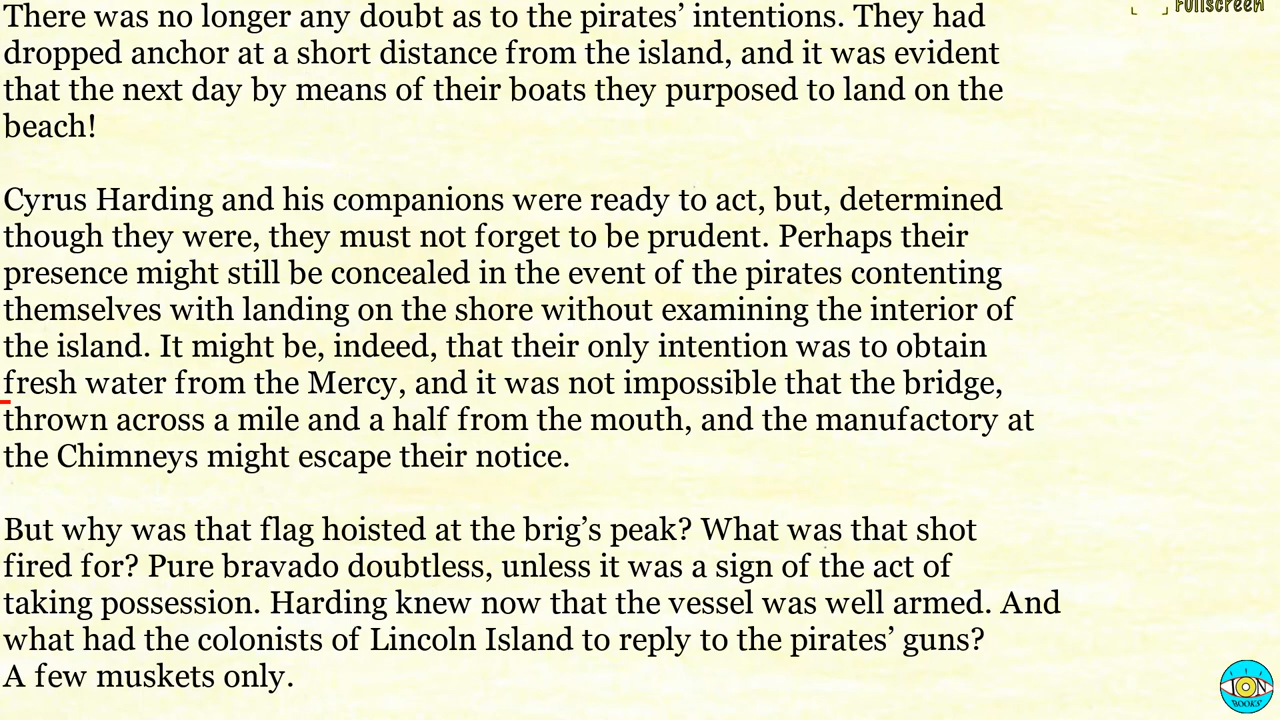 Fullscreen
There was no longer any doubt as to the pirates’ intentions. They had
dropped anchor at a short distance from the island, and it was evident
that the next day by means of their boats they purposed to land on the
beach!
Cyrus Harding and his companions were ready to act, but, determined
though they were, they must not forget to be prudent. Perhaps their
presence might still be concealed in the event of the pirates contenting
themselves with landing on the shore without examining the interior of
the island. It might be, indeed, that their only intention was to obtain
fresh water from the Mercy, and it was not impossible that the bridge,
thrown across a mile and a half from the mouth, and the manufactory at
the Chimneys might escape their notice.
But why was that flag hoisted at the brig’s peak? What was that shot
fired for? Pure bravado doubtless, unless it was a sign of the act of
taking possession. Harding knew now that the vessel was well armed. And
what had the colonists of Lincoln Island to reply to the pirates’ guns?
A few muskets only.
ION
BOOKS